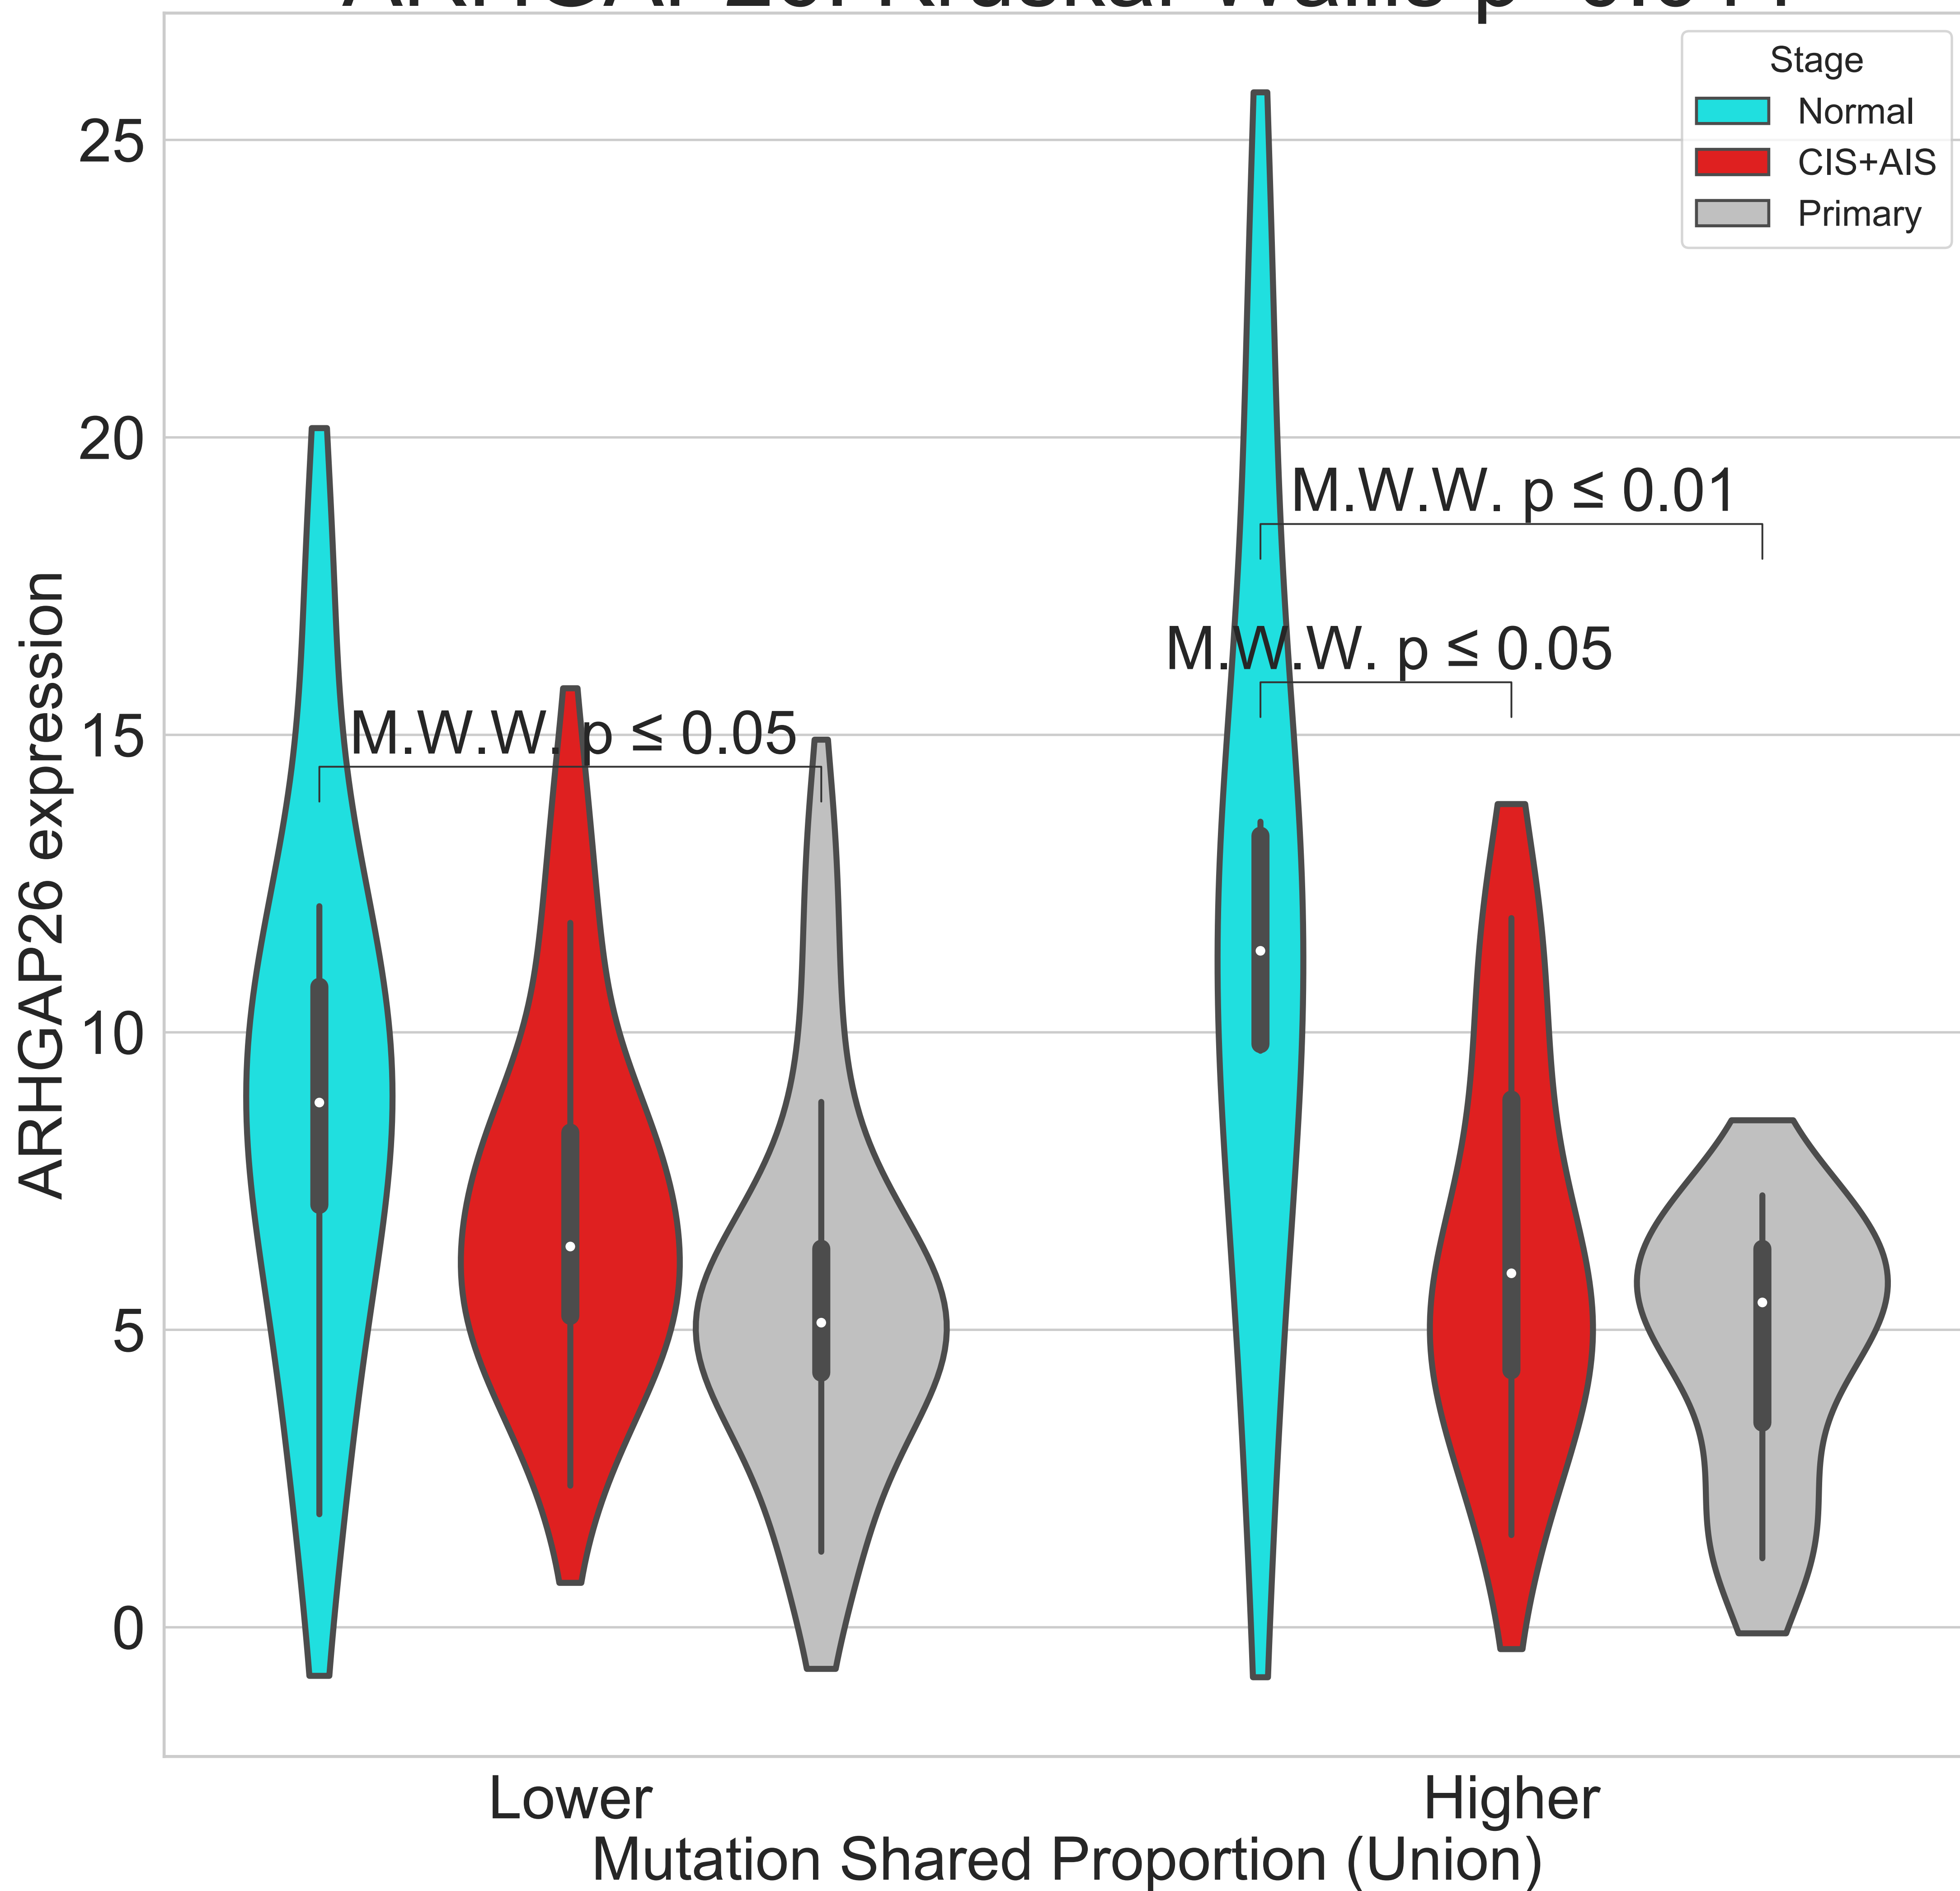 Stage
Normal
CIS+AIS
Primary
25
20
15
10
5
0
ARHGAP26 expression
M.W.W. p ≤ 0.01
M.W.W. p ≤ 0.05
M.W.W. p ≤ 0.05
Lower
Higher
Mutation Shared Proportion (Union)